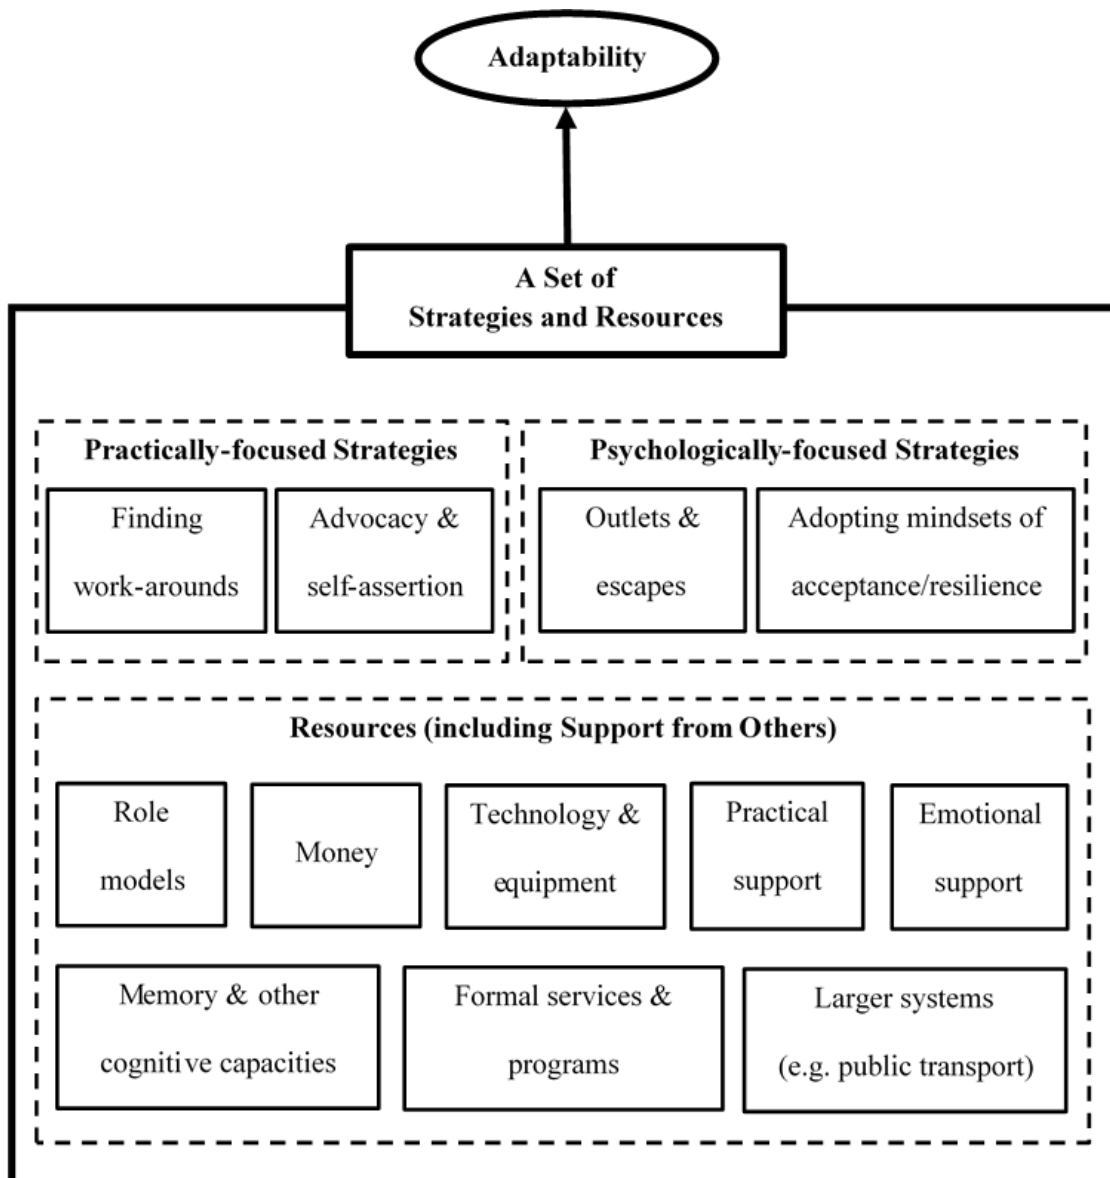 Adaptability
A Set of
Strategies and Resources
Practically-focused Strategies
Finding
work-arounds
Advocacy &
self-assertion
Psychologically-focused Strategies
Outlets &
escapes
Adopting mindsets of
acceptance/resilience
Resources (including Support from Others)
Role
models
Money
Technology &
equipment
Practical
support
Emotional
support
Memory & other
cognitive capacities
Formal services &
programs
Larger systems
(e.g. public transport)